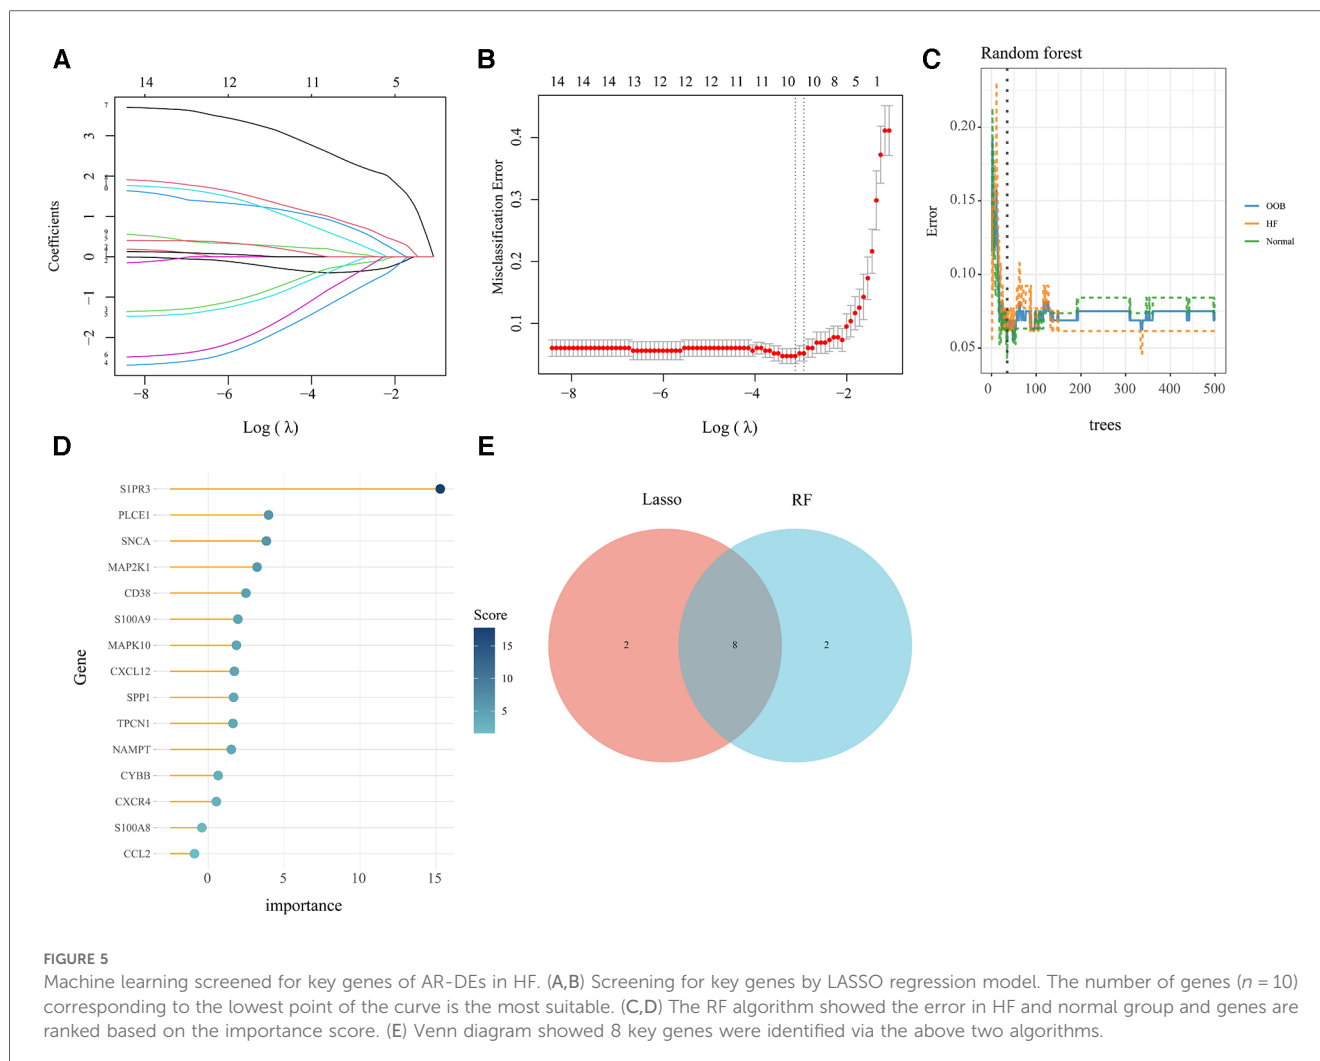 A
14 12 11 5
7
3
2
1
0
−1
−2
6
4
Coefficients
−8 −6 −4 −2
Log ( λ)
B
14 14 14 13 12 12 12 11 11 10 10 8 5 1
0.4
0.3
0.2
0.1
Misclassification Error
−8 −6 −4 −2
Log ( λ)
C
Random forest
0.20
0.15
0.10
0.05
Error
0 100 200 300 400 500
trees
OOB
HF
Normal
D
S1PR3
PLCE1
SNCA
MAP2K1
CD38
S100A9
MAPK10
CXCL12
SPP1
TPCN1
NAMPT
CYBB
CXCR4
S100A8
CCL2
Gene
0 5 10 15
importance
Score
15
10
5
E
Lasso RF
2 8 2
FIGURE 5
Machine learning screened for key genes of AR-DEs in HF. (A,B) Screening for key genes by LASSO regression model. The number of genes (n = 10)
corresponding to the lowest point of the curve is the most suitable. (C,D) The RF algorithm showed the error in HF and normal group and genes are
ranked based on the importance score. (E) Venn diagram showed 8 key genes were identified via the above two algorithms.